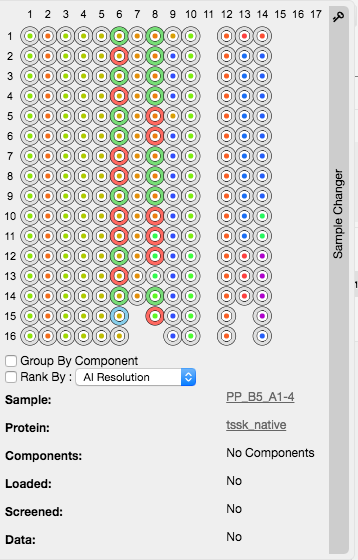 1 2 3 4 5 6 7 8 9 10 11 12 13 14 15 16 17
1
2
3
4
5
6
7
8
9
10
11
12
13
14
15
16
Sample Changer
Group By Component
Rank By : AI Resolution
Sample: PP_B5_A1-4
Protein: tssk_native
Components: No Components
Loaded: No
Screened: No
Data: No